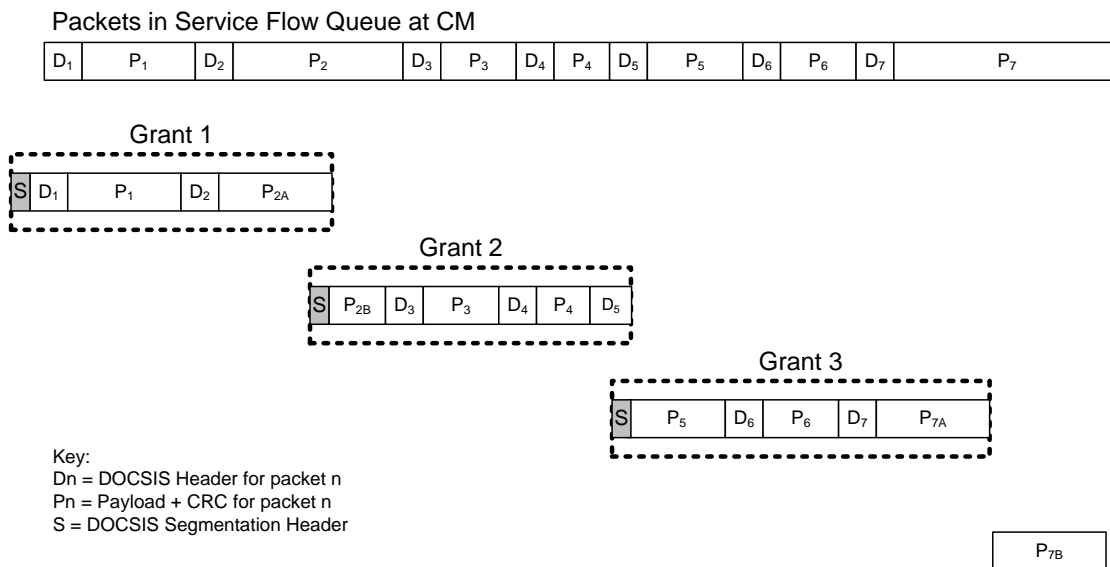 Packets in Service Flow Queue at CM
D₁ P₁ D₂ P₂ D₃ P₃ D₄ P₄ D₅ P₅ D₆ P₆ D₇ P₇
Grant 1
S D₁ P₁ D₂ P₂A
Grant 2
S P₂B D₃ P₃ D₄ P₄ D₅
Grant 3
S P₅ D₆ P₆ D₇ P₇A
Key:
Dn = DOCSIS Header for packet n
Pn = Payload + CRC for packet n
S = DOCSIS Segmentation Header
P₇B